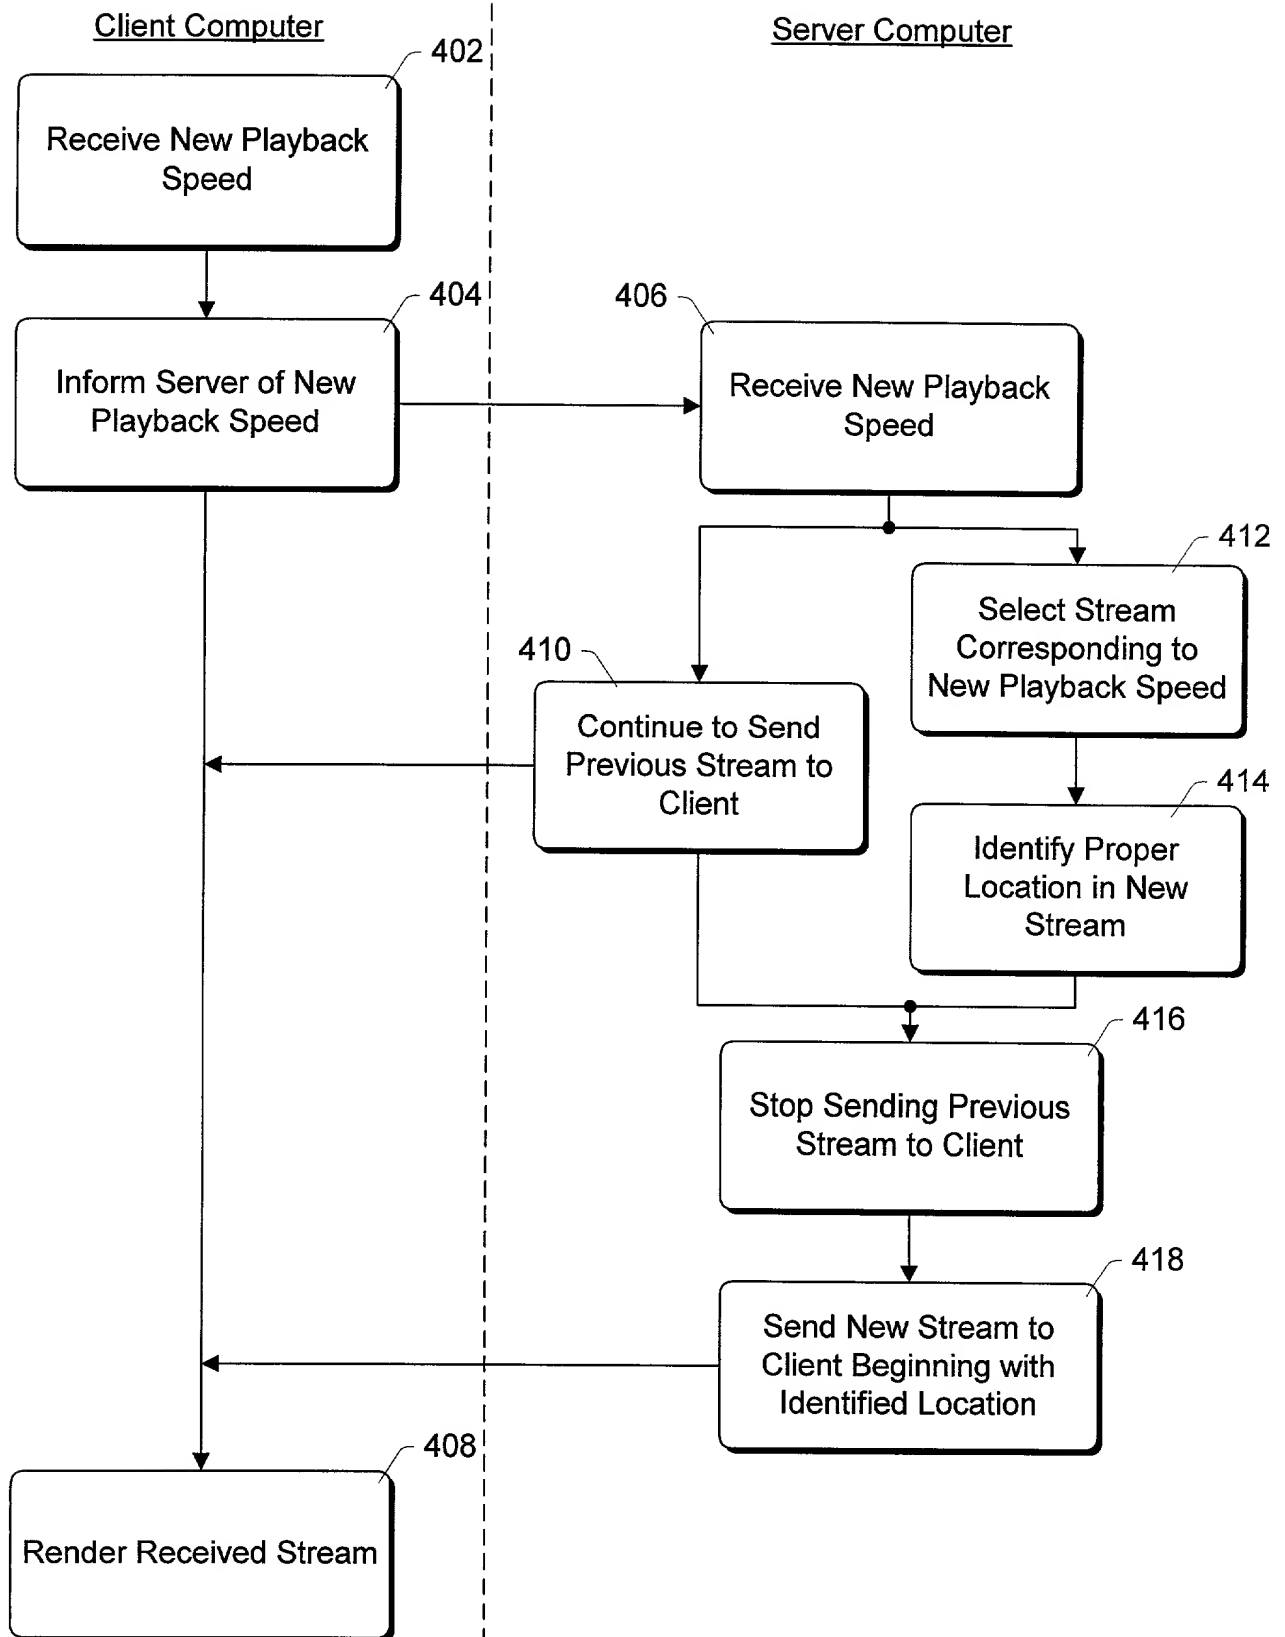 Client Computer
Server Computer
402
Receive New Playback
Speed
404
Inform Server of New
Playback Speed
406
Receive New Playback
Speed
412
Select Stream
Corresponding to
New Playback Speed
410
Continue to Send
Previous Stream to
Client
414
Identify Proper
Location in New
Stream
416
Stop Sending Previous
Stream to Client
418
Send New Stream to
Client Beginning with
Identified Location
408
Render Received Stream